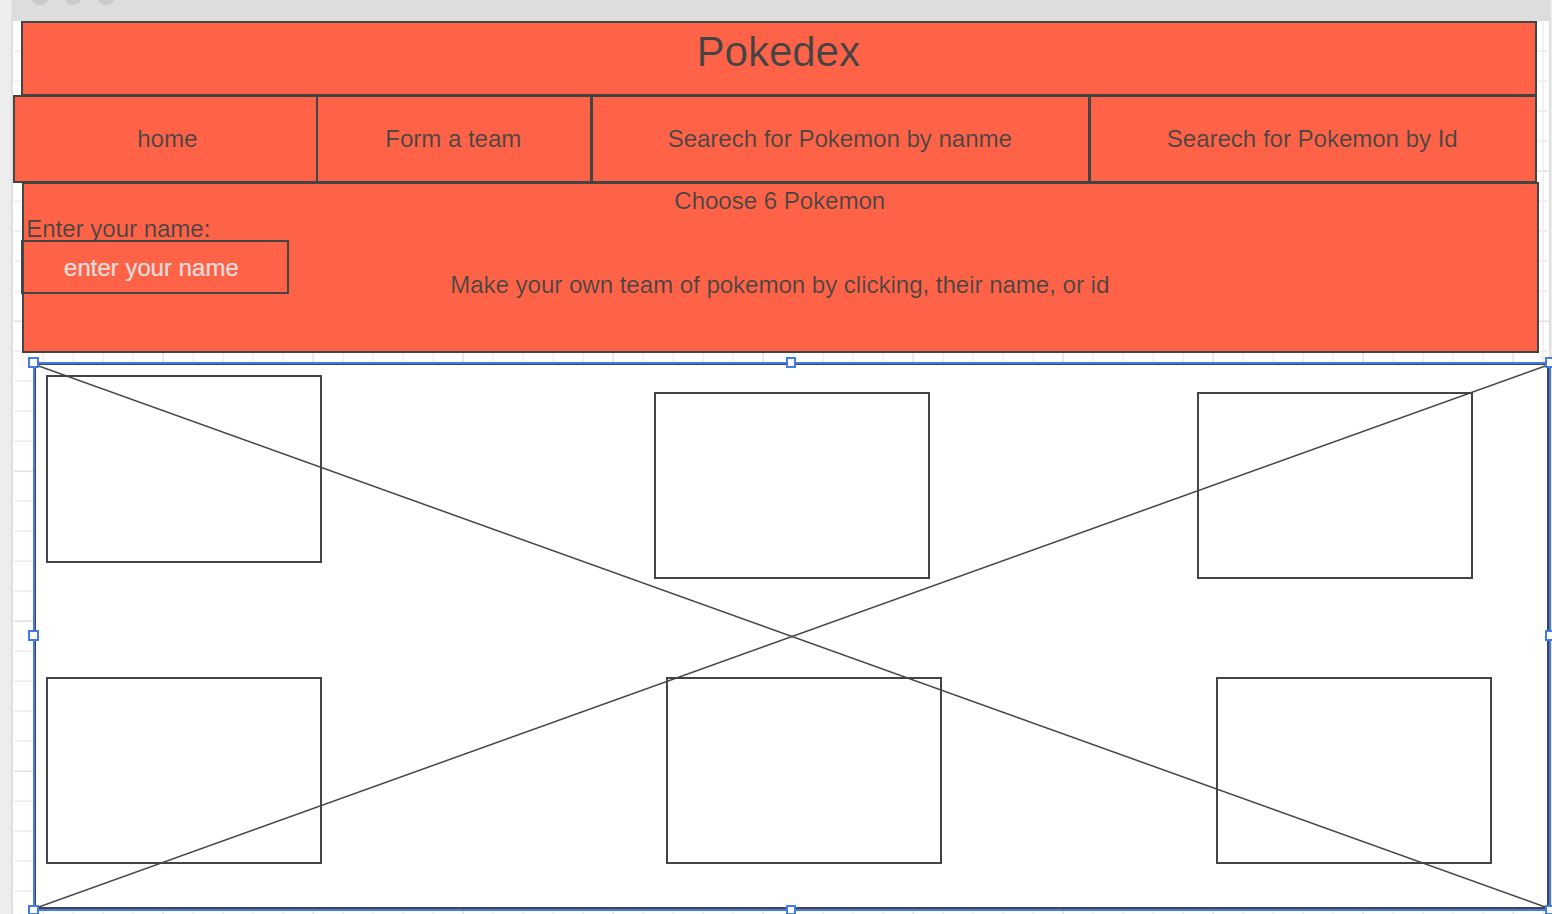 Pokedex
home
Form a team
Searech for Pokemon by nanme
Searech for Pokemon by Id
Choose 6 Pokemon
Enter your name:
enter your name
Make your own team of pokemon by clicking, their name, or id